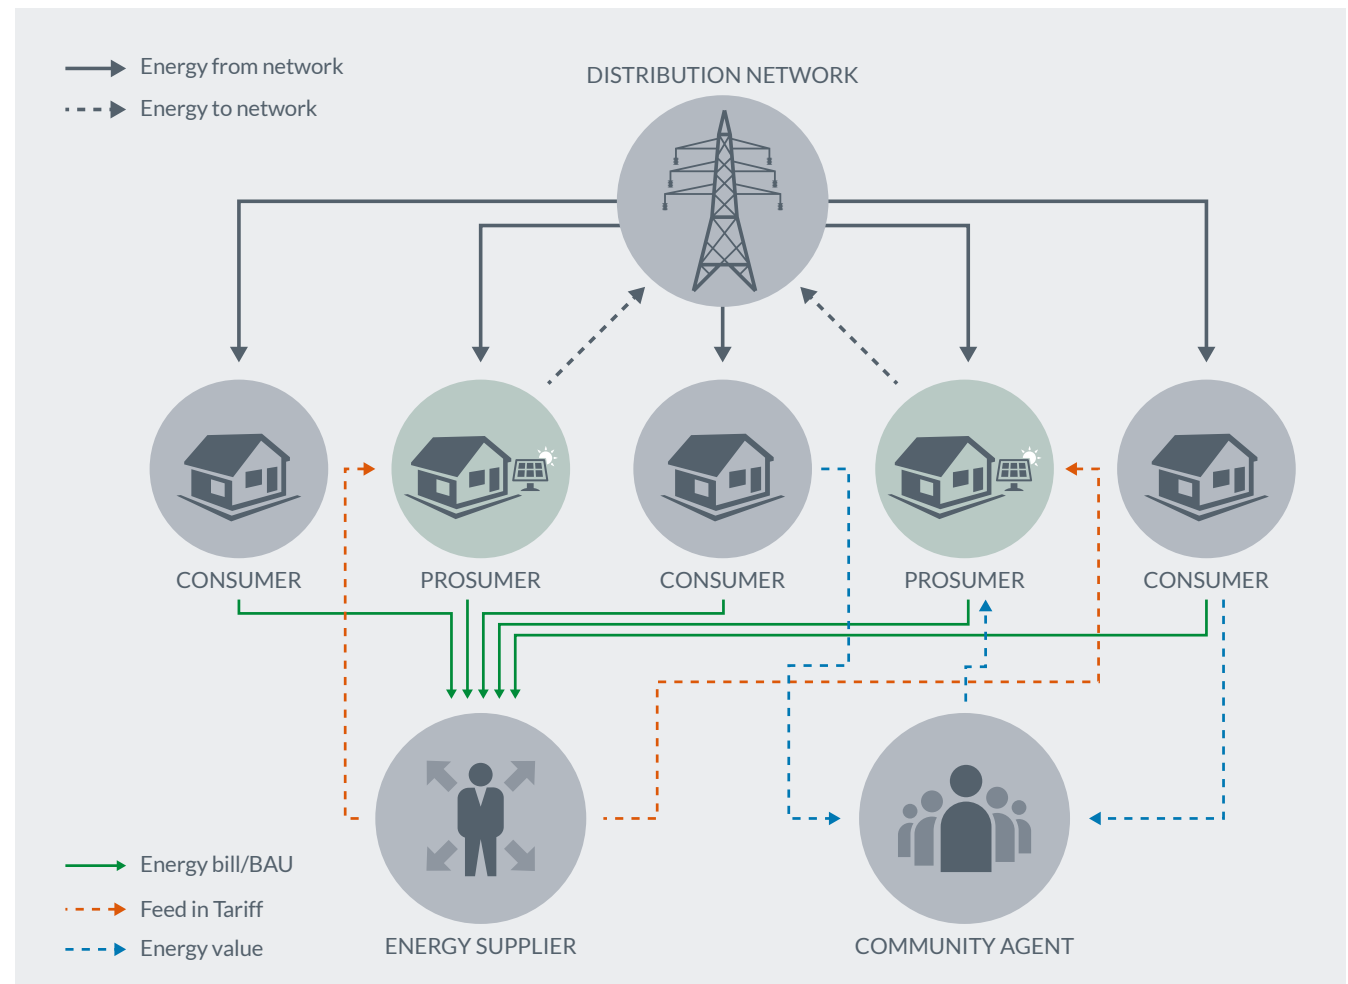 Energy from network
Energy to network
DISTRIBUTION NETWORK
CONSUMER
PROSUMER
CONSUMER
PROSUMER
CONSUMER
Energy bill/BAU
Feed in Tariff
Energy value
ENERGY SUPPLIER
COMMUNITY AGENT